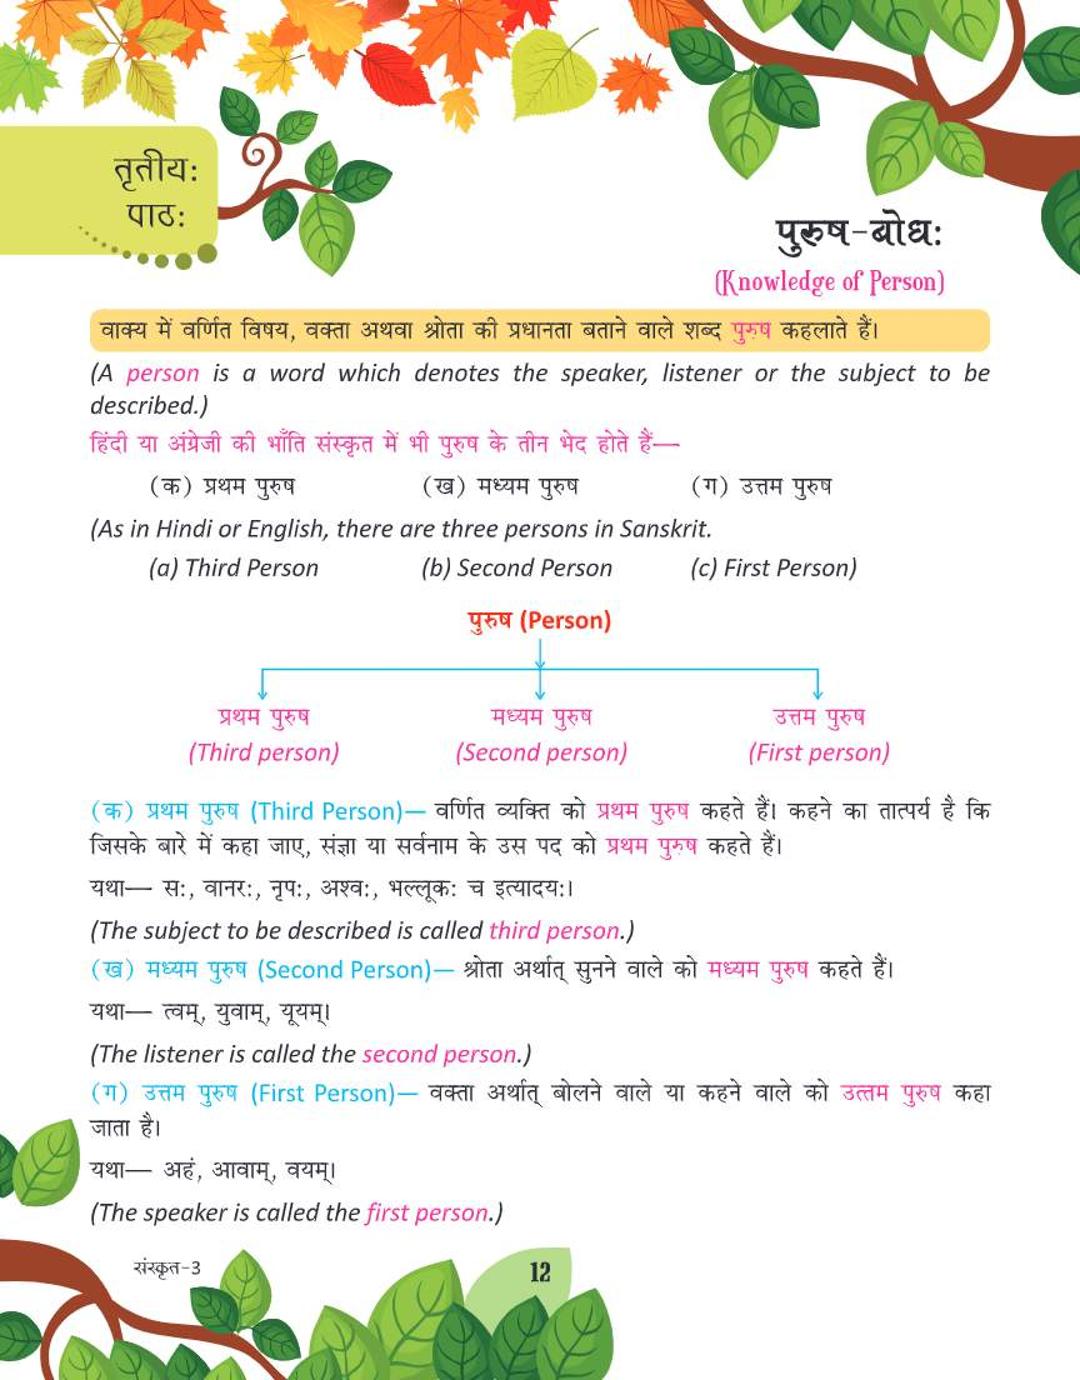 तृतीयः
पाठः
पुरुष-बोधः
(Knowledge of Person)
वाक्य में वर्णित विषय, वक्ता अथवा श्रोता की प्रधानता बताने वाले शब्द पुरुष कहलाते हैं।
(A person is a word which denotes the speaker, listener or the subject to be
described.)
हिंदी या अंग्रेजी की भाँति संस्कृत में भी पुरुष के तीन भेद होते हैं—
(क) प्रथम पुरुष (ख) मध्यम पुरुष (ग) उत्तम पुरुष
(As in Hindi or English, there are three persons in Sanskrit.
(a) Third Person (b) Second Person (c) First Person)
पुरुष (Person)
प्रथम पुरुष मध्यम पुरुष उत्तम पुरुष
(Third person) (Second person) (First person)
(क) प्रथम पुरुष (Third Person)— वर्णित व्यक्ति को प्रथम पुरुष कहते हैं। कहने का तात्पर्य है कि
जिसके बारे में कहा जाए, संज्ञा या सर्वनाम के उस पद को प्रथम पुरुष कहते हैं।
यथा— सः, वानरः, नृपः, अश्वः, भल्लूकः च इत्यादयः।
(The subject to be described is called third person.)
(ख) मध्यम पुरुष (Second Person)— श्रोता अर्थात् सुनने वाले को मध्यम पुरुष कहते हैं।
यथा— त्वम्, युवाम्, यूयम्।
(The listener is called the second person.)
(ग) उत्तम पुरुष (First Person)— वक्ता अर्थात् बोलने वाले या कहने वाले को उत्तम पुरुष कहा
जाता है।
यथा— अहं, आवाम्, वयम्।
(The speaker is called the first person.)
संस्कृत-3
12